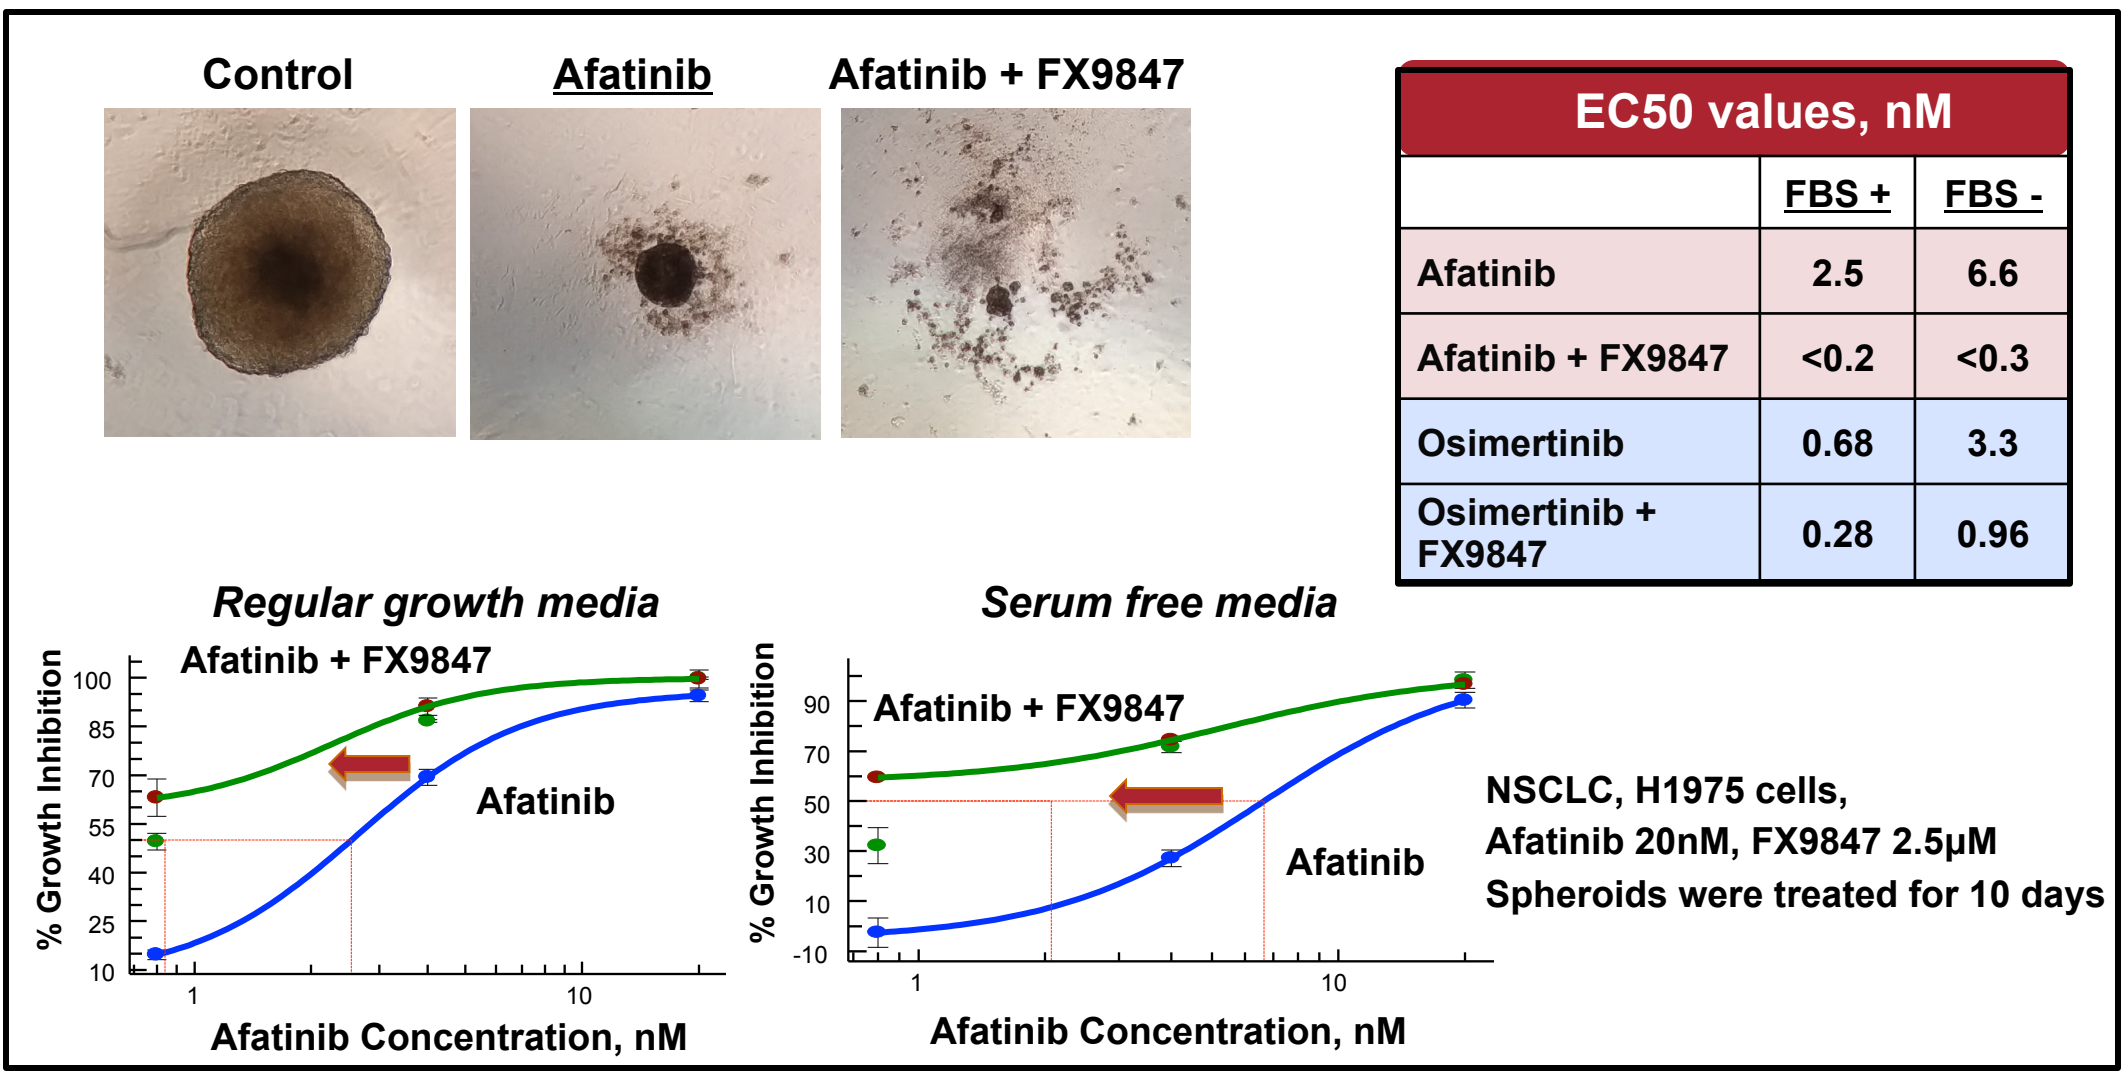 Control
Afatinib
Afatinib + FX9847
EC50 values, nM
FBS +
FBS -
Afatinib
2.5
6.6
Afatinib + FX9847
<0.2
<0.3
Osimertinib
0.68
3.3
Osimertinib +
FX9847
0.28
0.96
Regular growth media
Afatinib + FX9847
% Growth Inhibition
100
85
70
55
40
25
10
Afatinib
1
10
Afatinib Concentration, nM
Serum free media
Afatinib + FX9847
% Growth Inhibition
90
70
50
30
10
-10
Afatinib
1
10
Afatinib Concentration, nM
NSCLC, H1975 cells,
Afatinib 20nM, FX9847 2.5µM
Spheroids were treated for 10 days